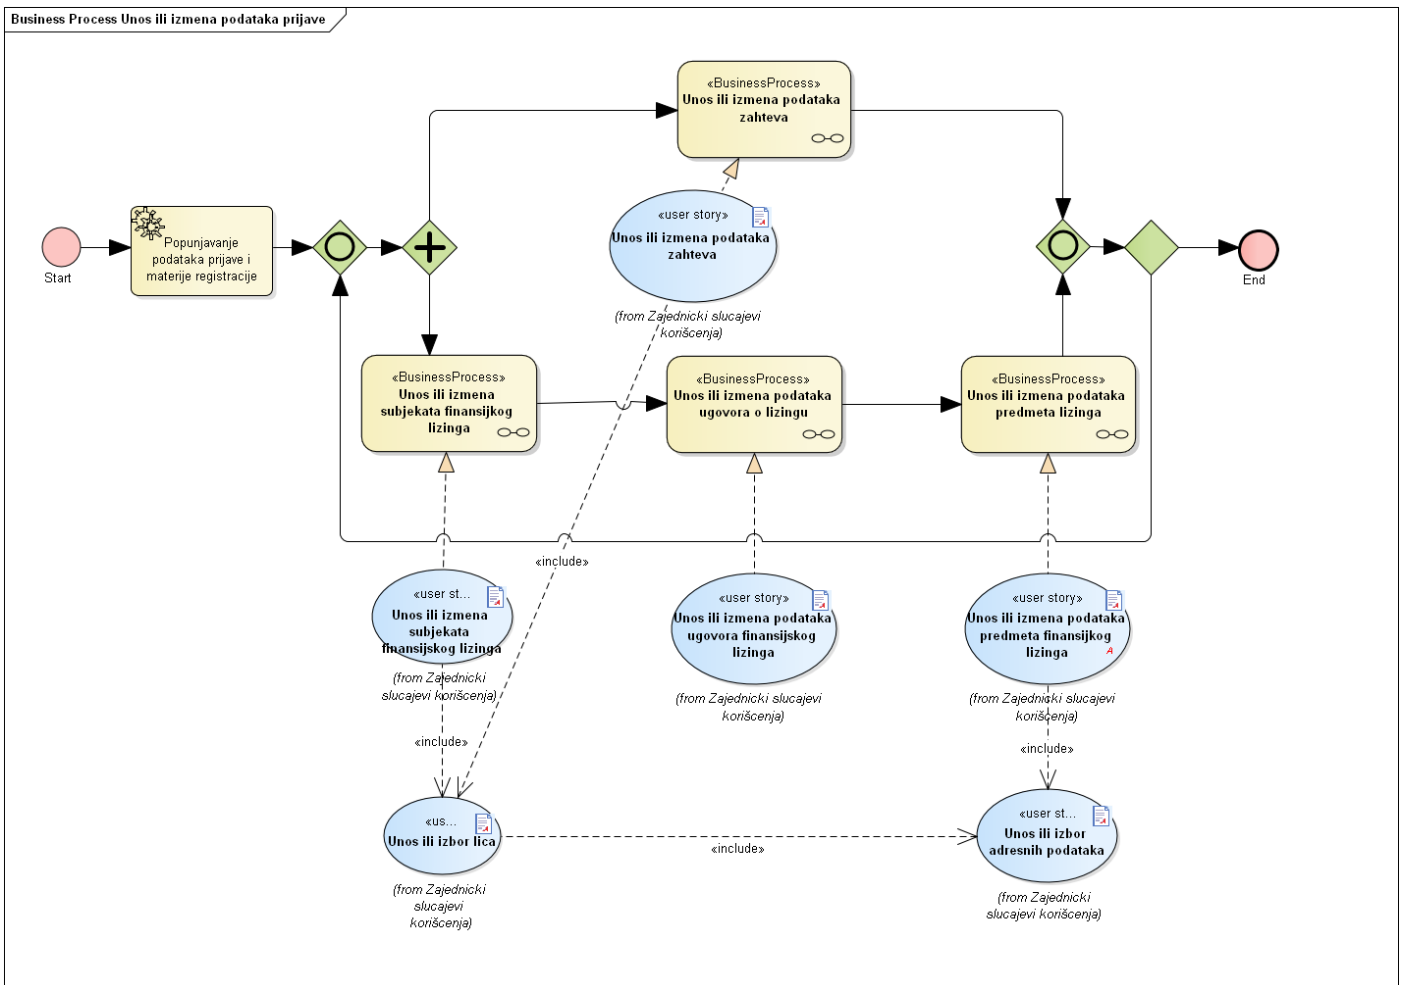 Business Process Unos ili izmena podataka prijave
«BusinessProcess»
Unos ili izmena podataka
zahteva
Popunjavanje
podataka prijave i
materije registracije
Start
«user story»
Unos ili izmena podataka
zahteva
(from Zajednicki slucajevi
korišcenja)
End
«BusinessProcess»
Unos ili izmena
subjekata finansijkog
lizinga
«BusinessProcess»
Unos ili izmena podataka
ugovora o lizingu
«BusinessProcess»
Unos ili izmena podataka
predmeta lizinga
«include»
«user st...
Unos ili izmena
subjekata
finansijskog lizinga
(from Zajednicki
slucajevi korišcenja)
«user story»
Unos ili izmena podataka
ugovora finansijskog
lizinga
(from Zajednicki slucajevi
korišcenja)
«user story»
Unos ili izmena podataka
predmeta finansijkog
lizinga
A
(from Zajednicki slucajevi
korišcenja)
«include»
«include»
«us...
Unos ili izbor lica
(from Zajednicki
slucajevi
korišcenja)
«include»
«user st...
Unos ili izbor
adresnih podataka
(from Zajednicki
slucajevi korišcenja)